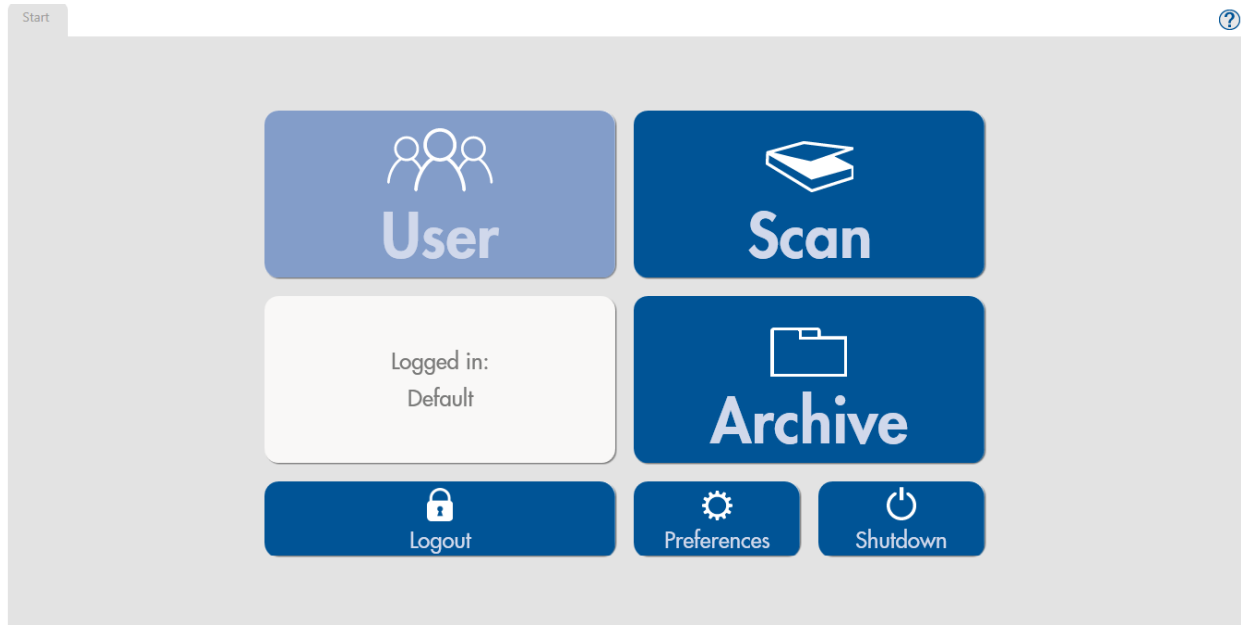 Start
?
User
Scan
Logged in:
Default
Archive
Logout
Preferences
Shutdown